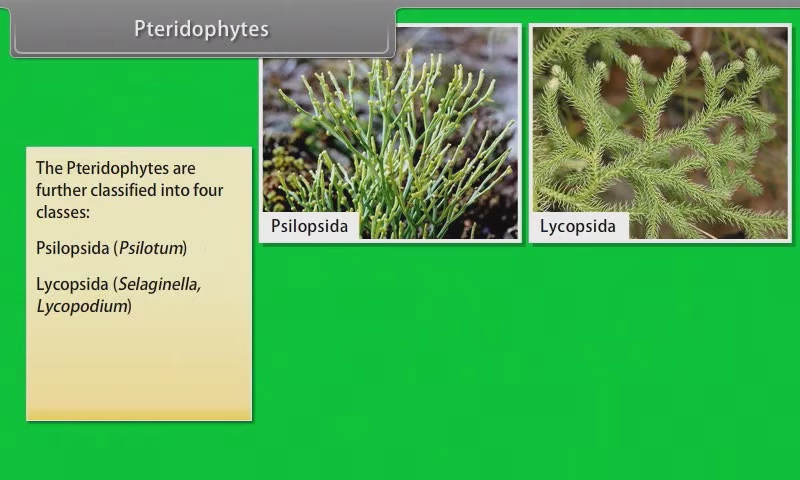 Pteridophytes
The Pteridophytes are
further classified into four
classes:
Psilopsida (Psilotum)
Lycopsida (Selaginella,
Lycopodium)
Psilopsida
Lycopsida